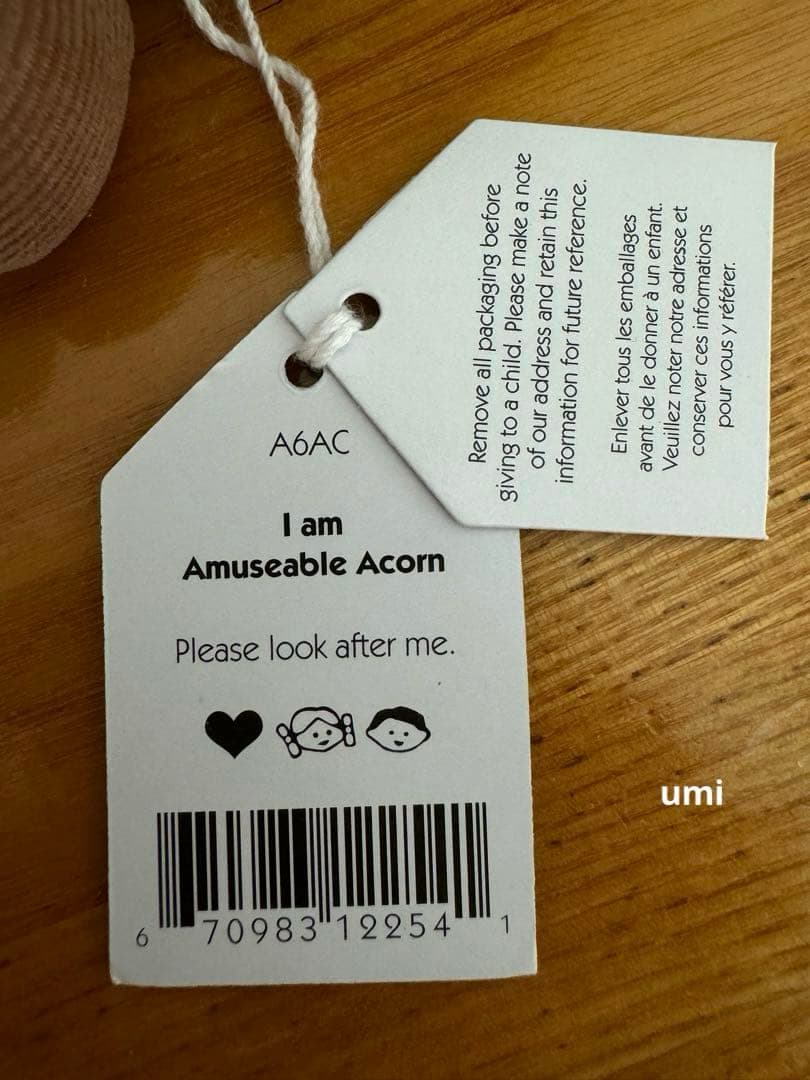 A6AC
I am
Amuseable Acorn
Please look after me.
6 70983 12254 1
Remove all packaging before
giving to a child. Please make a note
of our address and retain this
information for future reference.
Enlever tous les emballages
avant de le donner à un enfant.
Veuillez noter notre adresse et
conserver ces informations
pour vous y référer.
umi